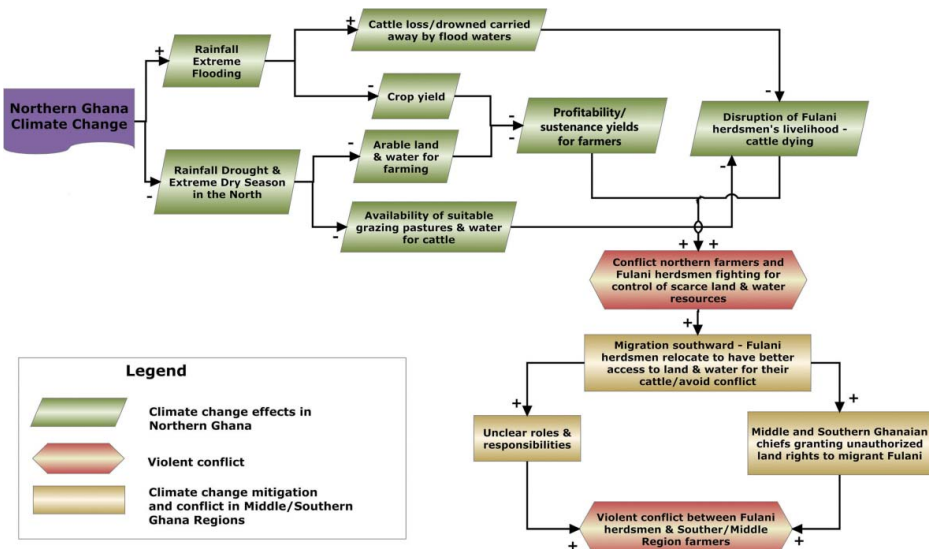 Northern Ghana
Climate Change
+
-
Rainfall
Extreme
Flooding
Rainfall Drought &
Extreme Dry Season
in the North
+
-
Cattle loss/drowned carried
away by flood waters
Crop yield
-
-
Arable land
& water for
farming
Availability of suitable
grazing pastures & water
for cattle
-
-
Profitability/
sustenance yields
for farmers
-
-
Disruption of Fulani
herdsmen's livelihood -
cattle dying
+ +
Conflict northern farmers and
Fulani herdsmen fighting for
control of scarce land & water
resources
+
Migration southward - Fulani
herdsmen relocate to have better
access to land & water for their
cattle/avoid conflict
+
+
Unclear roles &
responsibilities
Middle and Southern Ghanaian
chiefs granting unauthorized
land rights to migrant Fulani
+
+
Violent conflict between Fulani
herdsmen & Souther/Middle
Region farmers
Legend
Climate change effects in
Northern Ghana
Violent conflict
Climate change mitigation
and conflict in Middle/Southern
Ghana Regions